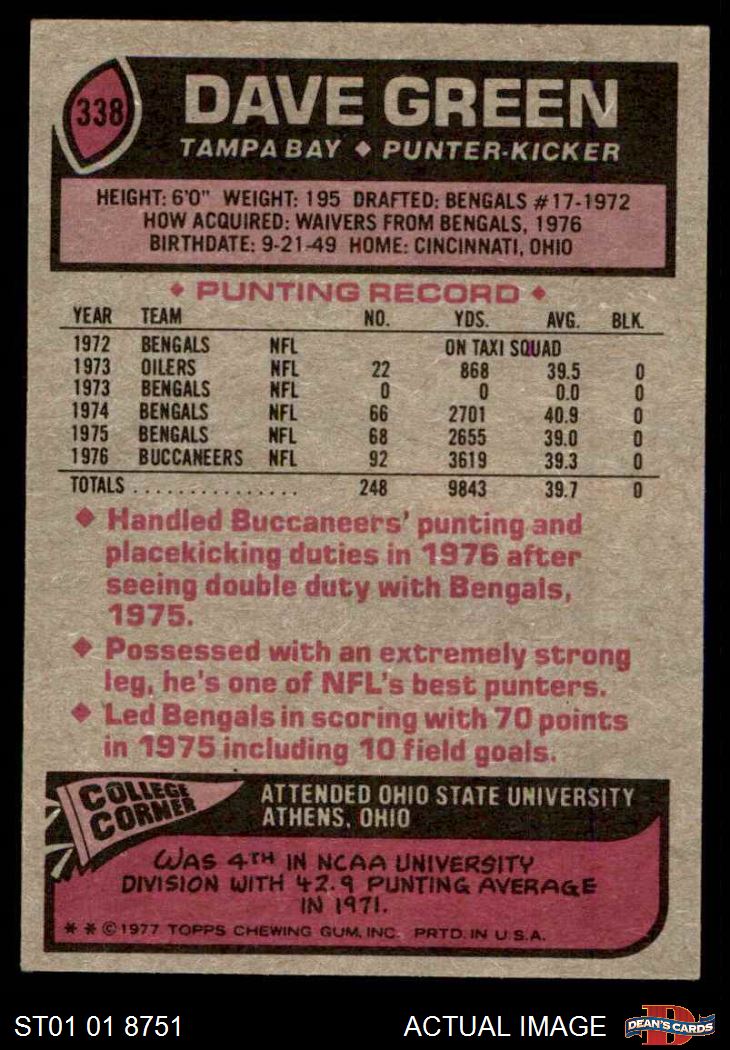 338
DAVE GREEN
TAMPA BAY ♦ PUNTER-KICKER
HEIGHT: 6'0" WEIGHT: 195 DRAFTED: BENGALS #17-1972
HOW ACQUIRED: WAIVERS FROM BENGALS, 1976
BIRTHDATE: 9-21-49 HOME: CINCINNATI, OHIO
♦ PUNTING RECORD ♦
YEAR TEAM NO. YDS. AVG. BLK.
1972 BENGALS NFL ON TAXI SQUAD
1973 OILERS NFL 22 868 39.5 0
1973 BENGALS NFL 0 0 0.0 0
1974 BENGALS NFL 66 2701 40.9 0
1975 BENGALS NFL 68 2655 39.0 0
1976 BUCCANEERS NFL 92 3619 39.3 0
TOTALS . . . . . . . . . . . . . . . 248 9843 39.7 0
♦ Handled Buccaneers' punting and
placekicking duties in 1976 after
seeing double duty with Bengals,
1975.
♦ Possessed with an extremely strong
leg, he's one of NFL's best punters.
♦ Led Bengals in scoring with 70 points
in 1975 including 10 field goals.
COLLEGE
CORNER
ATTENDED OHIO STATE UNIVERSITY
ATHENS, OHIO
WAS 4TH IN NCAA UNIVERSITY
DIVISION WITH 42.9 PUNTING AVERAGE
IN 1971.
* * © 1977 TOPPS CHEWING GUM, INC. PRTD. IN U.S.A.
ST01 01 8751
ACTUAL IMAGE
D
DEAN'S CARDS